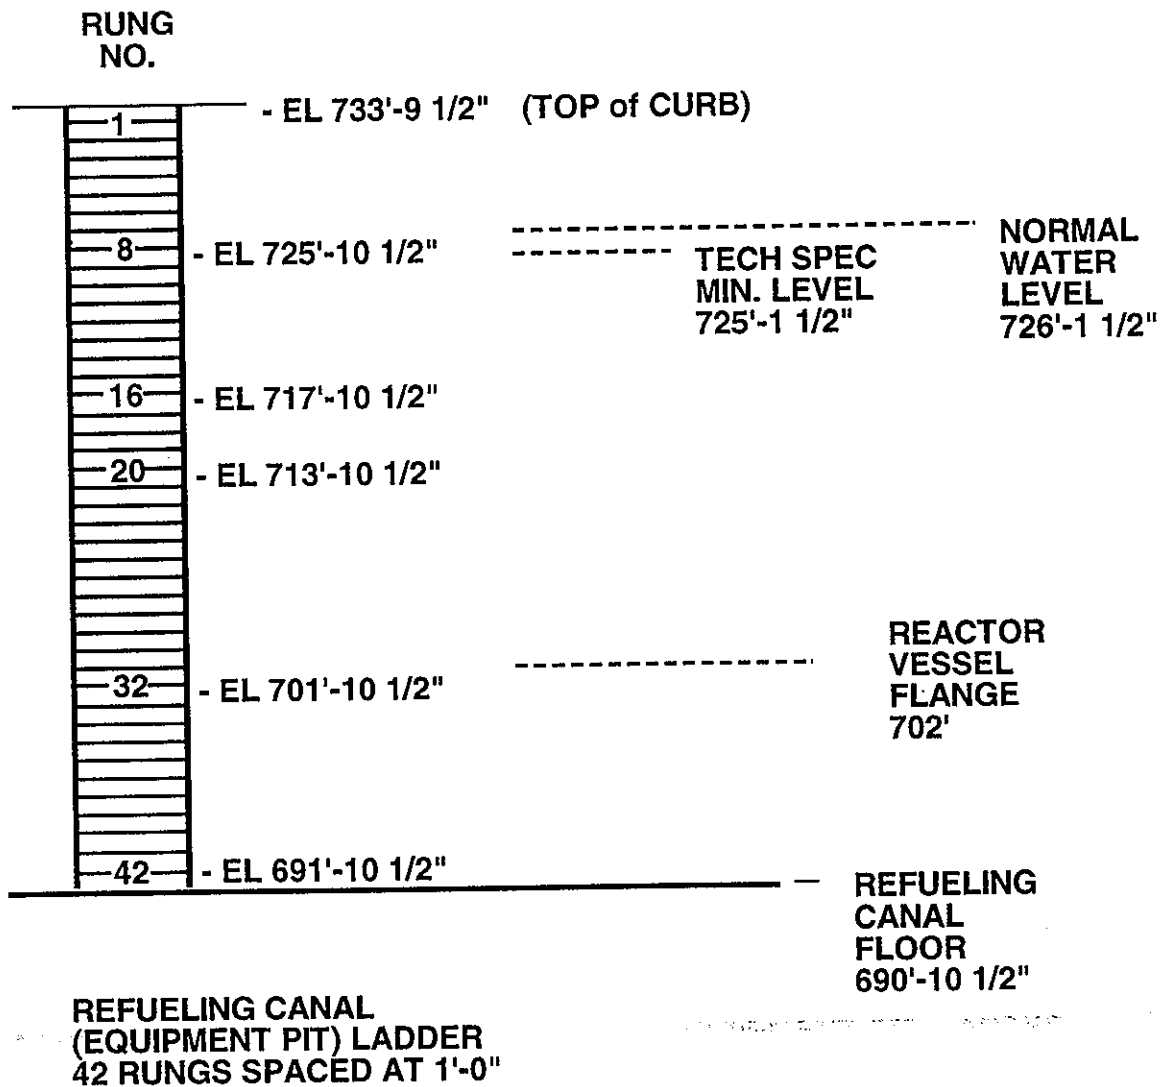 RUNG
NO.
- EL 733'-9 1/2" (TOP of CURB)
1
8
- EL 725'-10 1/2"
TECH SPEC
MIN. LEVEL
725'-1 1/2"
NORMAL
WATER
LEVEL
726'-1 1/2"
16
- EL 717'-10 1/2"
20
- EL 713'-10 1/2"
32
- EL 701'-10 1/2"
REACTOR
VESSEL
FLANGE
702'
42
- EL 691'-10 1/2"
REFUELING
CANAL
FLOOR
690'-10 1/2"
REFUELING CANAL
(EQUIPMENT PIT) LADDER
42 RUNGS SPACED AT 1'-0"